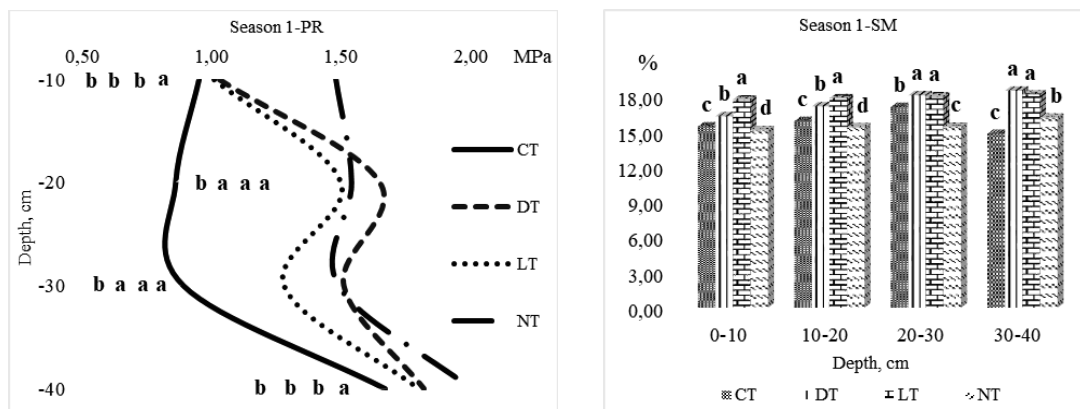 Season 1-PR
0,50 1,00 1,50 2,00 MPa
-10 b b b a
CT
-20 b a a a
DT
Depth, cm
LT
-30 b a a a
NT
-40 b b b a
Season 1-SM
%
c b a d c b a d b a a c c a a b
18,00
15,00
12,00
9,00
6,00
3,00
0,00
0-10 10-20 20-30 30-40
Depth, cm
CT DT LT NT